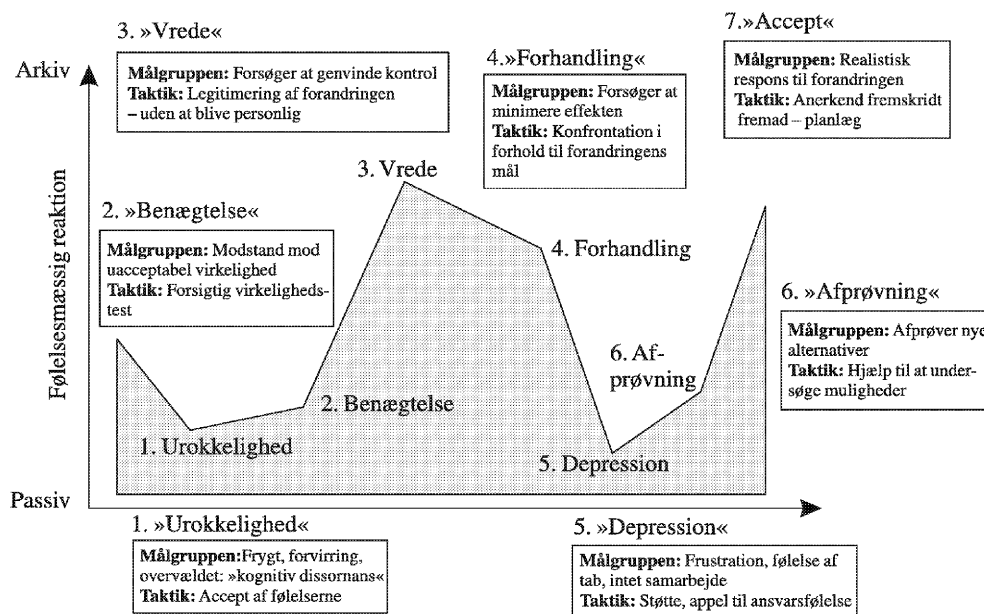 3. »Vrede«
Målgruppen: Forsøger at genvinde kontrol
Taktik: Legitimering af forandringen
– uden at blive personlig
4.»Forhandling«
Målgruppen: Forsøger at
minimere effekten
Taktik: Konfrontation i
forhold til forandringens
mål
7.»Accept«
Målgruppen: Realistisk
respons til forandringen
Taktik: Anerkend fremskridt
fremad – planlæg
Arkiv
Følelsesmæssig reaktion
Passiv
2. »Benægtelse«
Målgruppen: Modstand mod
uacceptabel virkelighed
Taktik: Forsigtig virkeligheds-
test
3. Vrede
4. Forhandling
6. Af-
prøvning
2. Benægtelse
1. Urokkelighed
5. Depression
6. »Afprøvning«
Målgruppen: Afprøver nye
alternativer
Taktik: Hjælp til at under-
søge muligheder
1. »Urokkelighed«
Målgruppen:Frygt, forvirring,
overvældet: »kognitiv dissornans«
Taktik: Accept af følelserne
5. »Depression«
Målgruppen: Frustration, følelse af
tab, intet samarbejde
Taktik: Støtte, appel til ansvarsfølelse